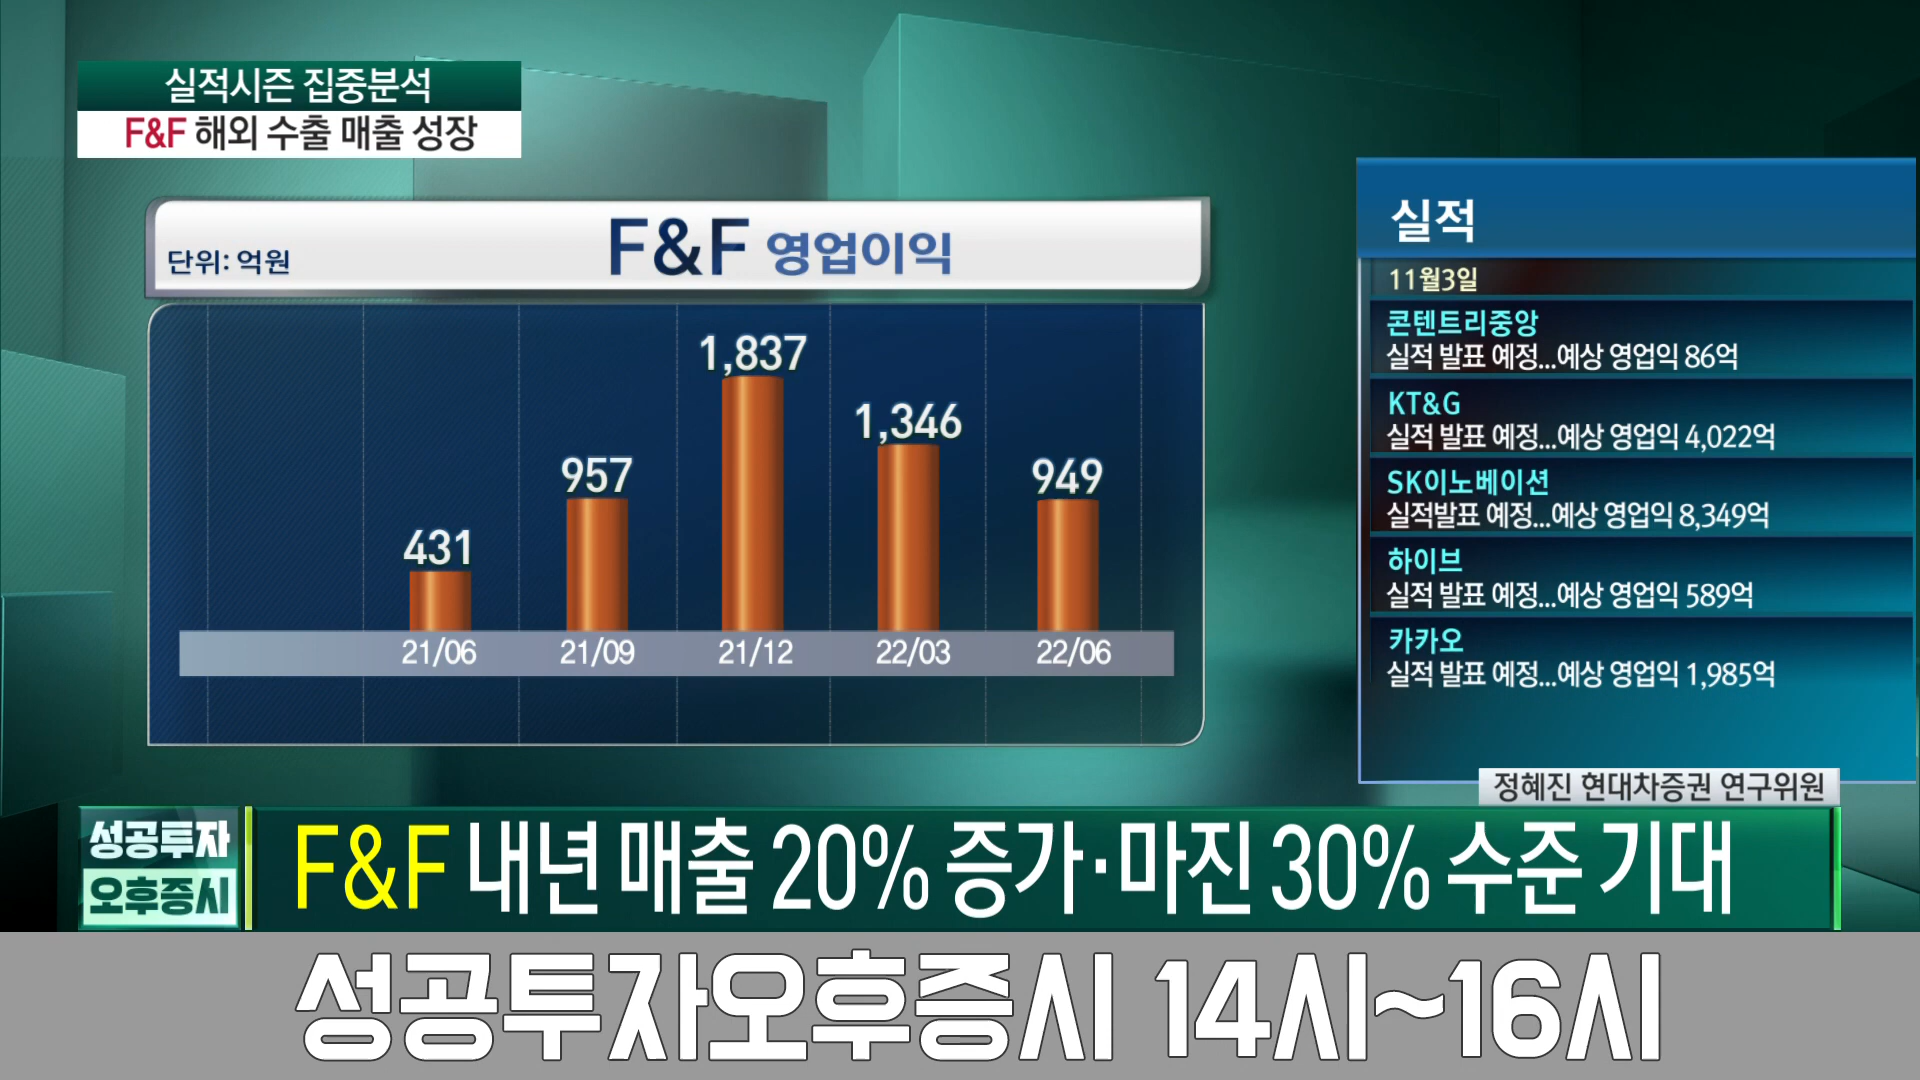 실적시즌 집중분석
F&F 해외 수출 매출 성장
단위: 억원
F&F 영업이익
431
957
1,837
1,346
949
21/06
21/09
21/12
22/03
22/06
실적
11월3일
콘텐트리중앙
실적 발표 예정...예상 영업익 86억
KT&G
실적 발표 예정...예상 영업익 4,022억
SK이노베이션
실적발표 예정...예상 영업익 8,349억
하이브
실적 발표 예정...예상 영업익 589억
카카오
실적 발표 예정...예상 영업익 1,985억
정혜진 현대차증권 연구위원
성공투자
오후증시
F&F 내년 매출 20% 증가·마진 30% 수준 기대
성공투자오후증시 14시~16시